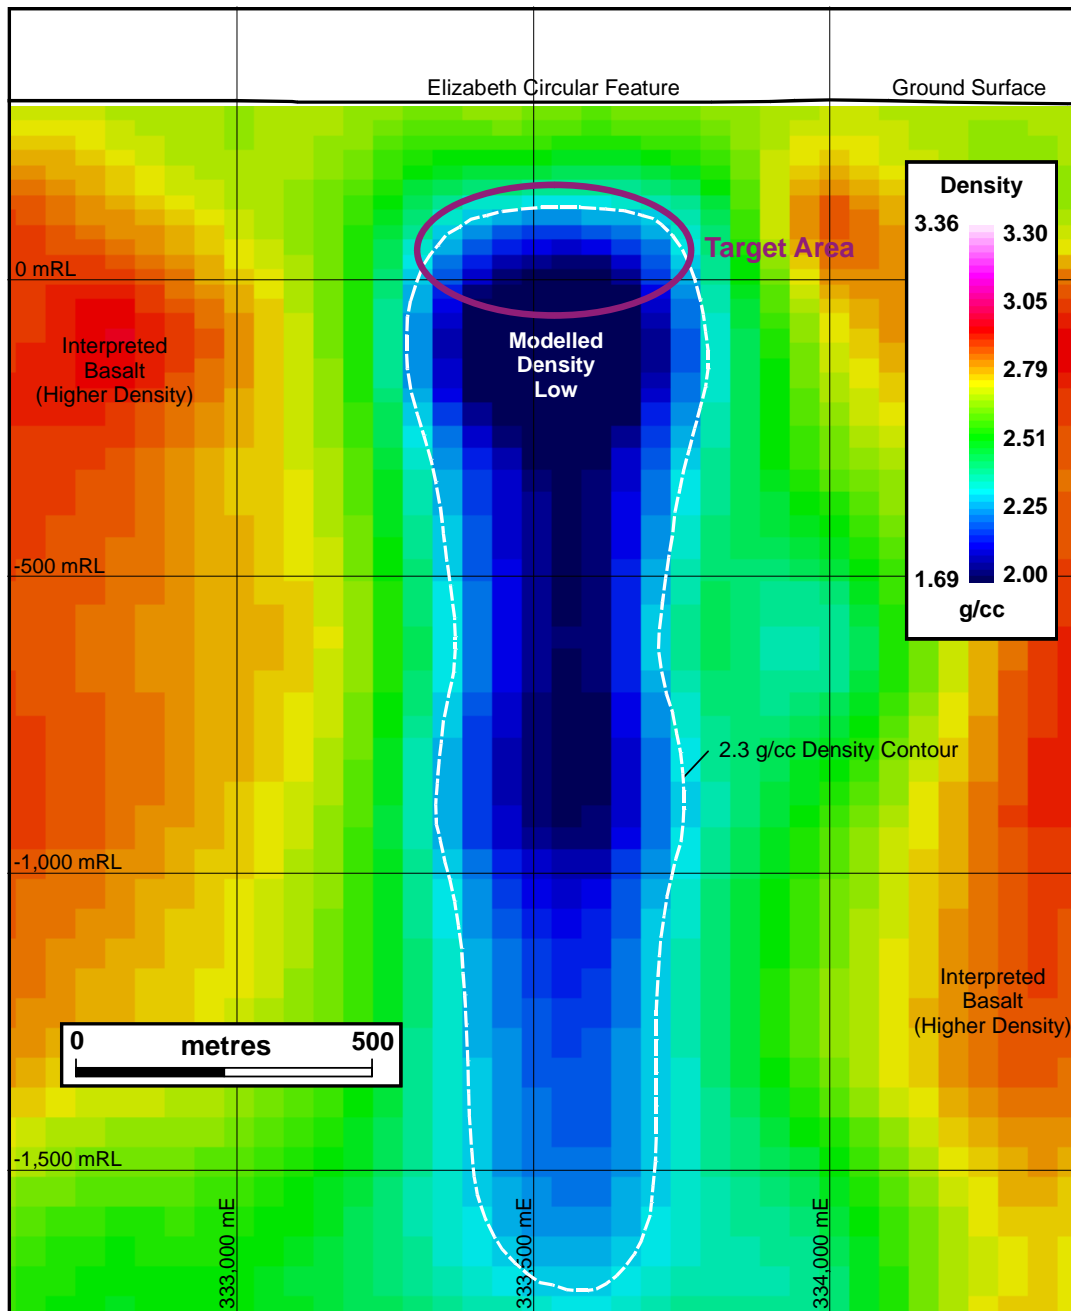 Elizabeth Circular Feature
Ground Surface
Density
3.36
3.30
3.05
2.79
2.51
2.25
2.00
1.69
g/cc
Target Area
0 mRL
Interpreted
Basalt
(Higher Density)
Modelled
Density
Low
-500 mRL
2.3 g/cc Density Contour
-1,000 mRL
Interpreted
Basalt
(Higher Density)
0 metres 500
-1,500 mRL
333,000 mE
333,500 mE
334,000 mE